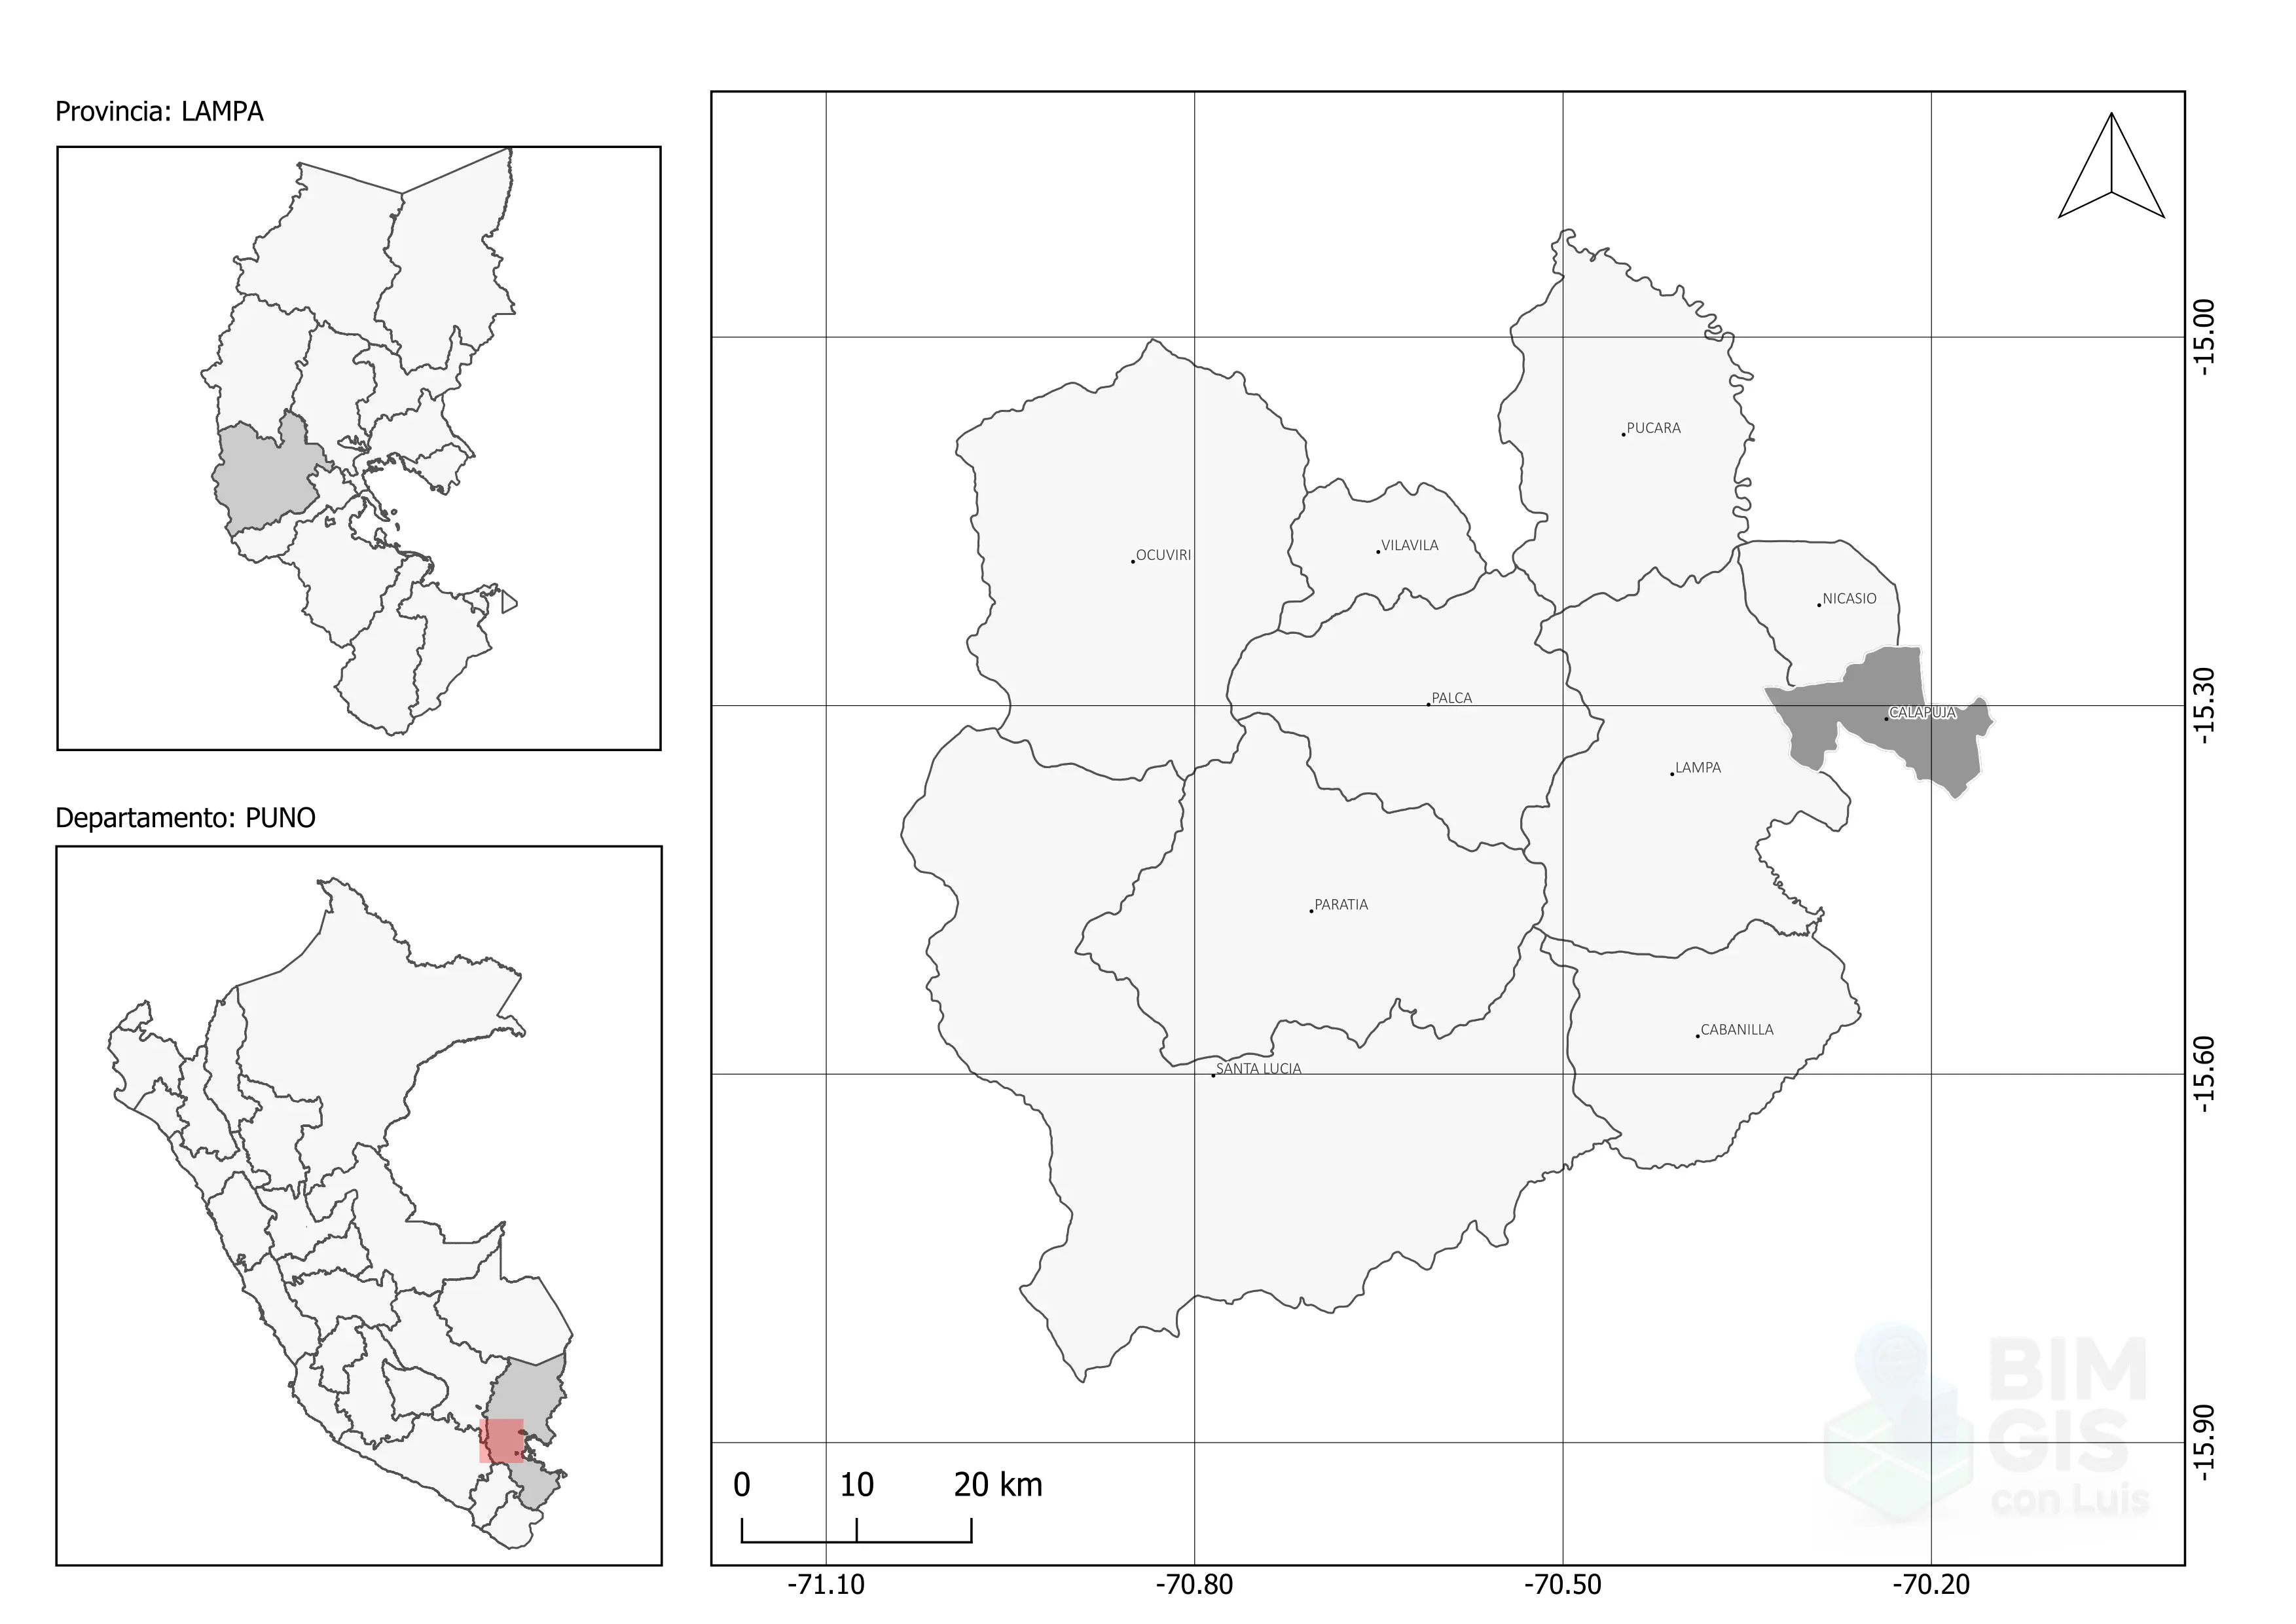 Provincia: LAMPA
Departamento: PUNO
PUCARA
VILAVILA
OCUVIRI
NICASIO
PALCA
CALAPUJA
LAMPA
PARATIA
CABANILLA
SANTA LUCIA
-15.00
-15.30
-15.60
-15.90
0 10 20 km
-71.10 -70.80 -70.50 -70.20
BIM
GIS
con Luis